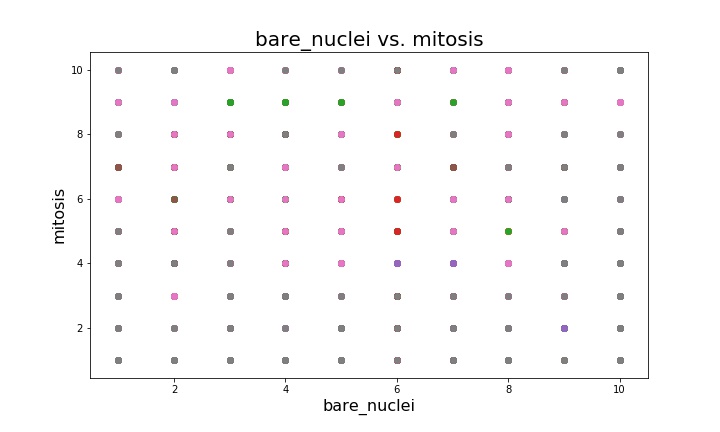 bare_nuclei vs. mitosis
10
8
6
4
2
mitosis
2 4 6 8 10
bare_nuclei